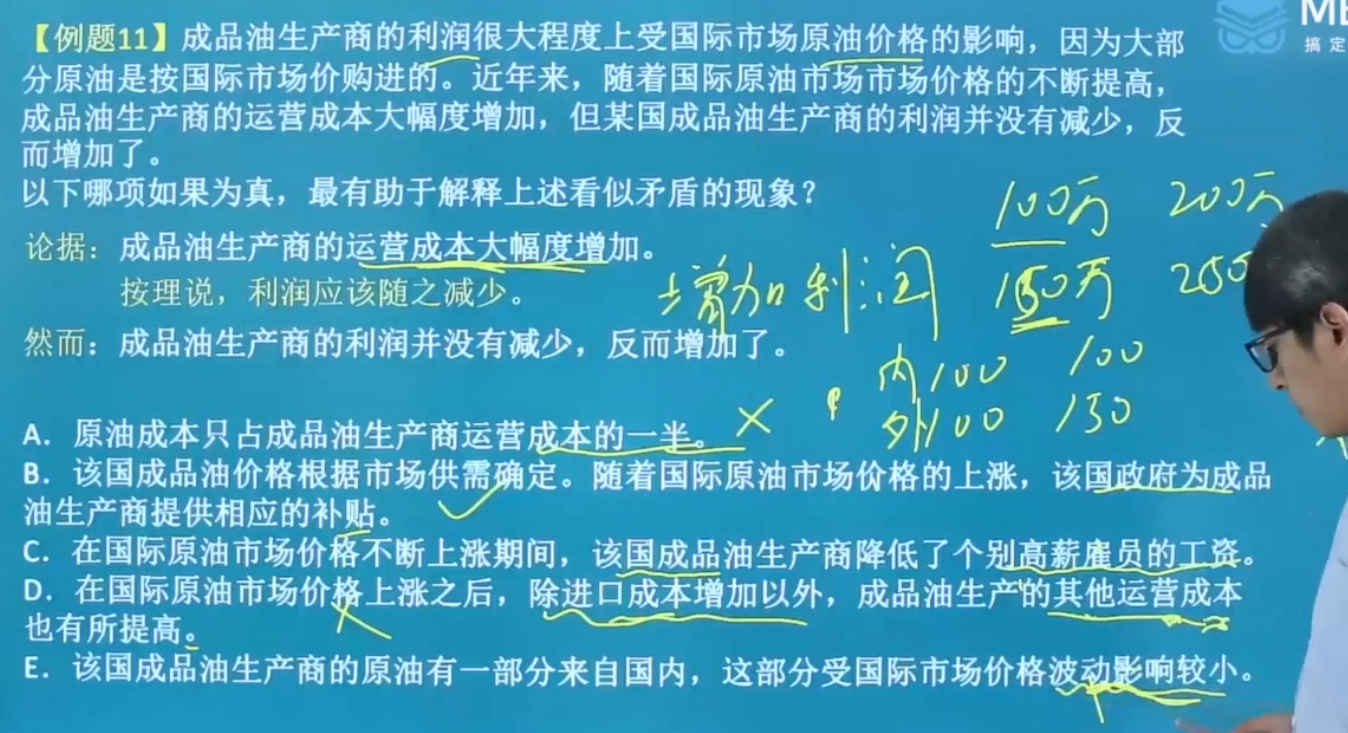 【例题11】成品油生产商的利润很大程度上受国际市场原油价格的影响，因为大部
分原油是按国际市场价购进的。近年来，随着国际原油市场市场价格的不断提高，
成品油生产商的运营成本大幅度增加，但某国成品油生产商的利润并没有减少，反
而增加了。
以下哪项如果为真，最有助于解释上述看似矛盾的现象？
论据：成品油生产商的运营成本大幅度增加。
按理说，利润应该随之减少。
然而：成品油生产商的利润并没有减少，反而增加了。
增加利润
100万 200万
150万 250
内100 100
外100 150
A．原油成本只占成品油生产商运营成本的一半。
B．该国成品油价格根据市场供需确定。随着国际原油市场价格的上涨，该国政府为成品
油生产商提供相应的补贴。
C．在国际原油市场价格不断上涨期间，该国成品油生产商降低了个别高薪雇员的工资。
D．在国际原油市场价格上涨之后，除进口成本增加以外，成品油生产的其他运营成本
也有所提高。
E．该国成品油生产商的原油有一部分来自国内，这部分受国际市场价格波动影响较小。
搞定